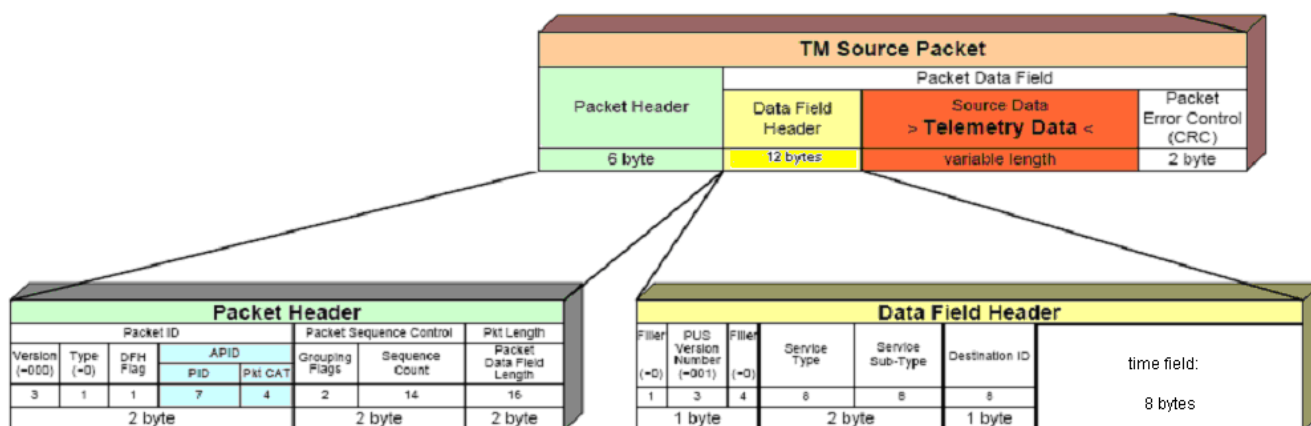 TM Source Packet
Packet Header
Packet Data Field
Data Field
Header
Source Data
> Telemetry Data <
Packet
Error Control
(CRC)
6 byte
12 bytes
variable length
2 byte
Packet Header
Packet ID
Packet Sequence Control
Pkt Length
Version
(=000)
Type
(=0)
DFH
Flag
APID
PID
Pkt CAT
Grouping
Flags
Sequence
Count
Packet
Data Field
Length
3
1
1
7
4
2
14
16
2 byte
2 byte
2 byte
Data Field Header
Filler
(=0)
PUS
Version
Number
(=001)
Filler
(=0)
Service
Type
Service
Sub-Type
Destination ID
time field:
8 bytes
1
3
4
8
8
8
1 byte
2 byte
1 byte